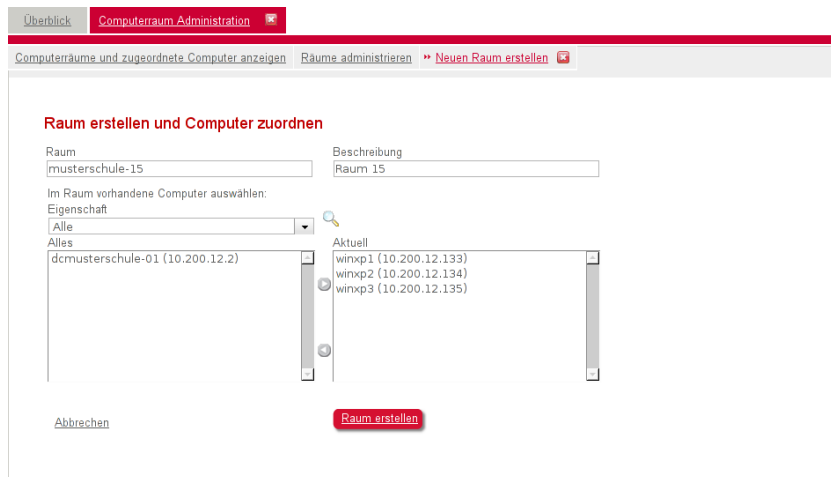 Überblick
Computerraum Administration
Computerräume und zugeordnete Computer anzeigen
Räume administrieren
Neuen Raum erstellen
Raum erstellen und Computer zuordnen
Raum
Beschreibung
musterschule-15
Raum 15
Im Raum vorhandene Computer auswählen:
Eigenschaft
Alle
Alles
Aktuell
dcmusterschule-01 (10.200.12.2)
winxp1 (10.200.12.133)
winxp2 (10.200.12.134)
winxp3 (10.200.12.135)
Abbrechen
Raum erstellen